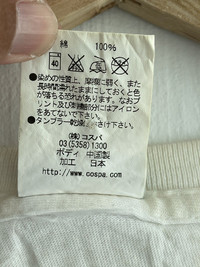 綿 100%
40
●染めの性質上、摩擦に弱く、また
長時間濡れたままにしておくと色
が落ちる恐れがあります。なおプ
リント及び刺繍部分にはアイロン
をあてないで下さい。
●タンブラー乾燥はお避け下さい。
(株)コスパ
03(5358)1300
ボディ 中国製
加工 日本
http://www.cospa.com